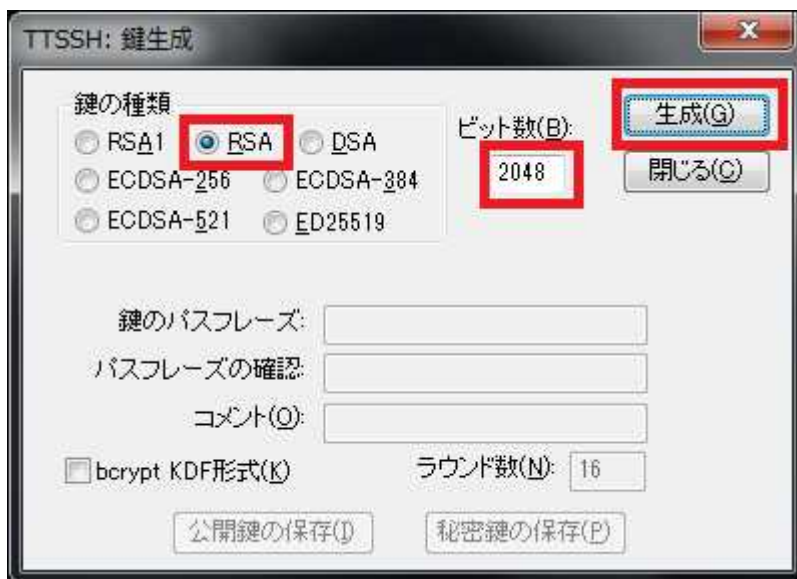 TTSSH: 鍵生成
鍵の種類
RSA1 RSA DSA
ECDSA-256 ECDSA-384
ECDSA-521 ED25519
ビット数(B):
2048
生成(G)
閉じる(C)
鍵のパスフレーズ:
パスフレーズの確認:
コメント(O):
bcrypt KDF形式(K) ラウンド数(N): 16
公開鍵の保存(I) 秘密鍵の保存(P)